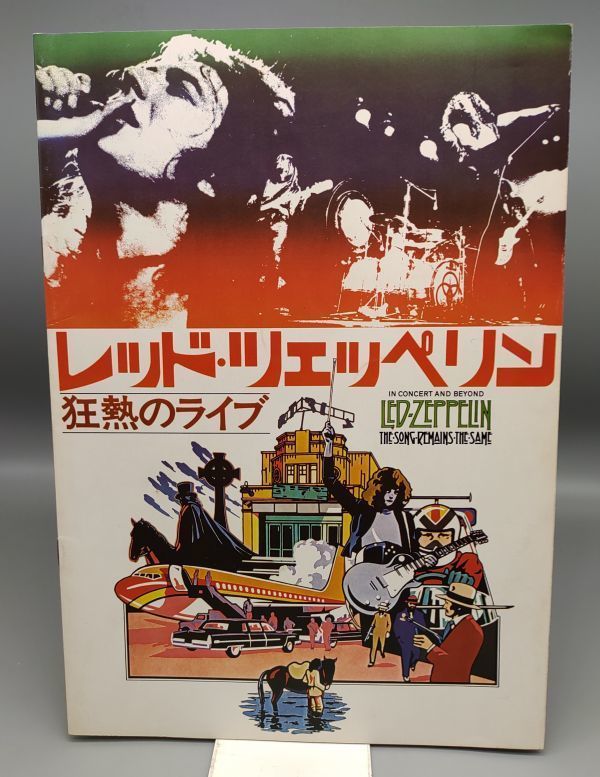 レッド・ツェッペリン
狂熱のライブ
IN CONCERT AND BEYOND
LED-ZEPPELIN
THE・SONG・REMAINS・THE・SAME